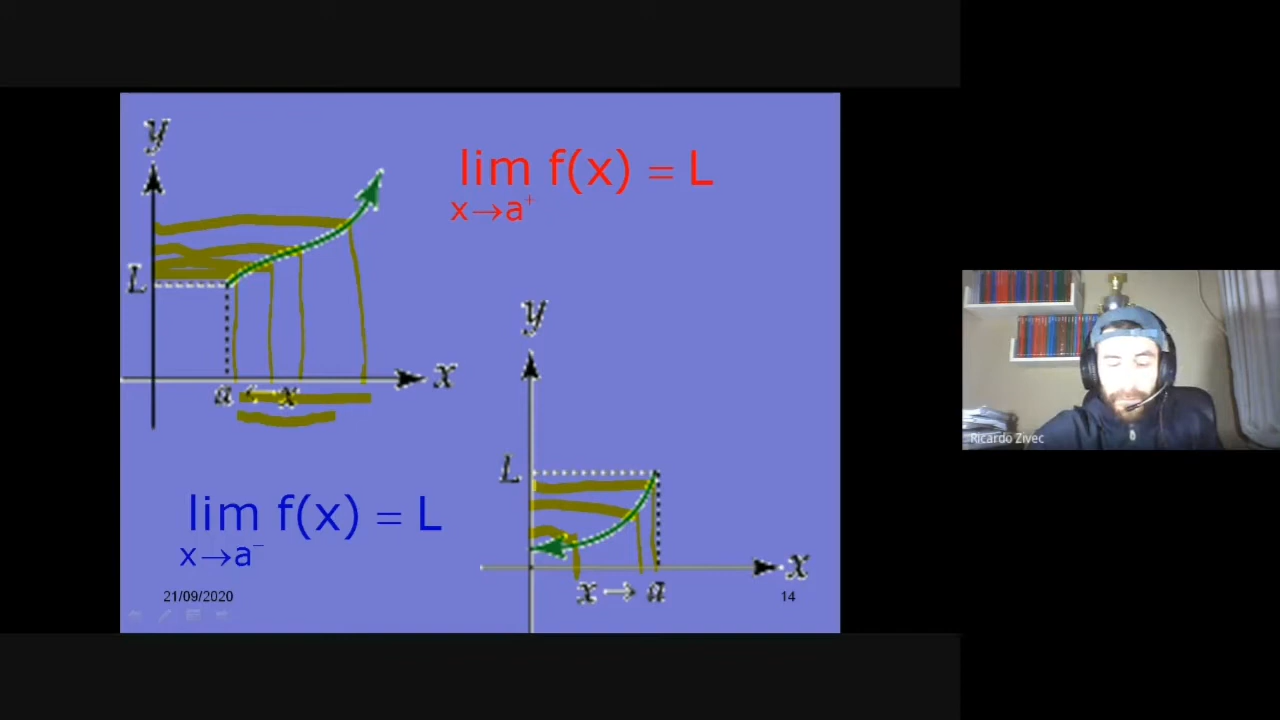 y
lim f(x) = L
x→a⁺
L
x
a ← x
y
L
lim f(x) = L
x→a⁻
x
x → a
21/09/2020
14
Ricardo Zivec